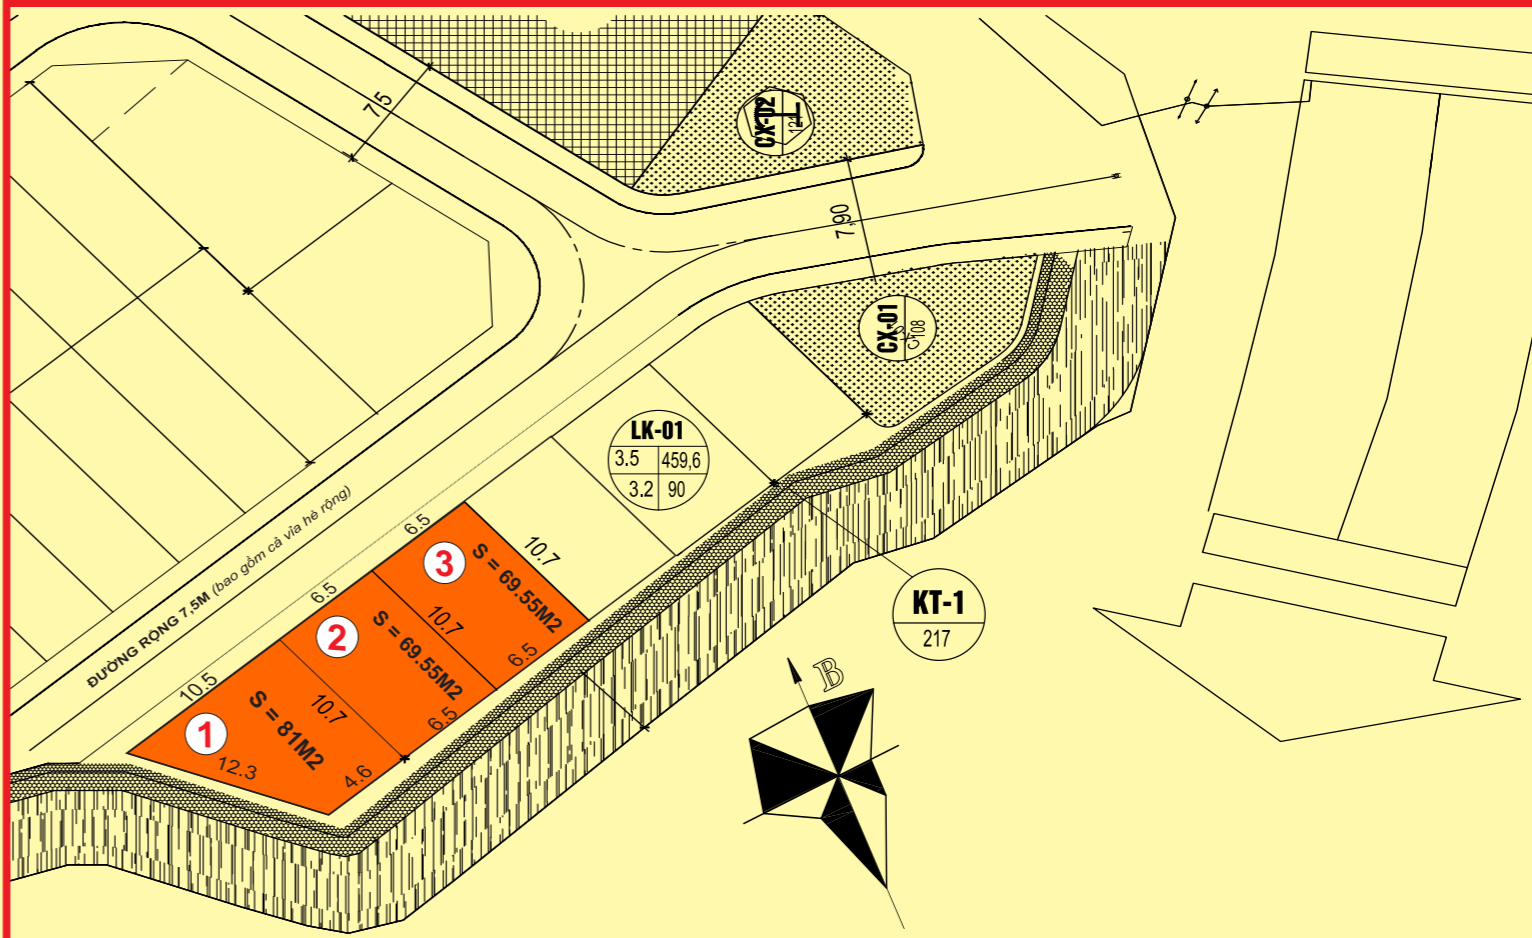 7.5
CX-02
121
7,90
CX-01
CX
108
LK-01
3.5 459,6
3.2 90
ĐƯỜNG RỘNG 7,5M (bao gồm cả vỉa hè rộng)
6.5
3
S = 69.55M2
10.7
6.5
6.5
2
S = 69.55M2
10.7
6.5
10.5
1
S = 81M2
10.7
12.3
4.6
KT-1
217
B